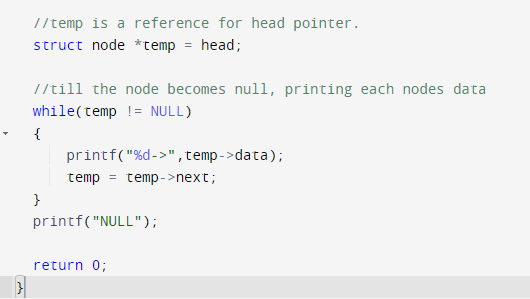 //temp is a reference for head pointer.
struct node *temp = head;
//till the node becomes null, printing each nodes data
while(temp != NULL)
{
printf("%d->",temp->data);
temp = temp->next;
}
printf("NULL");
return 0;
}